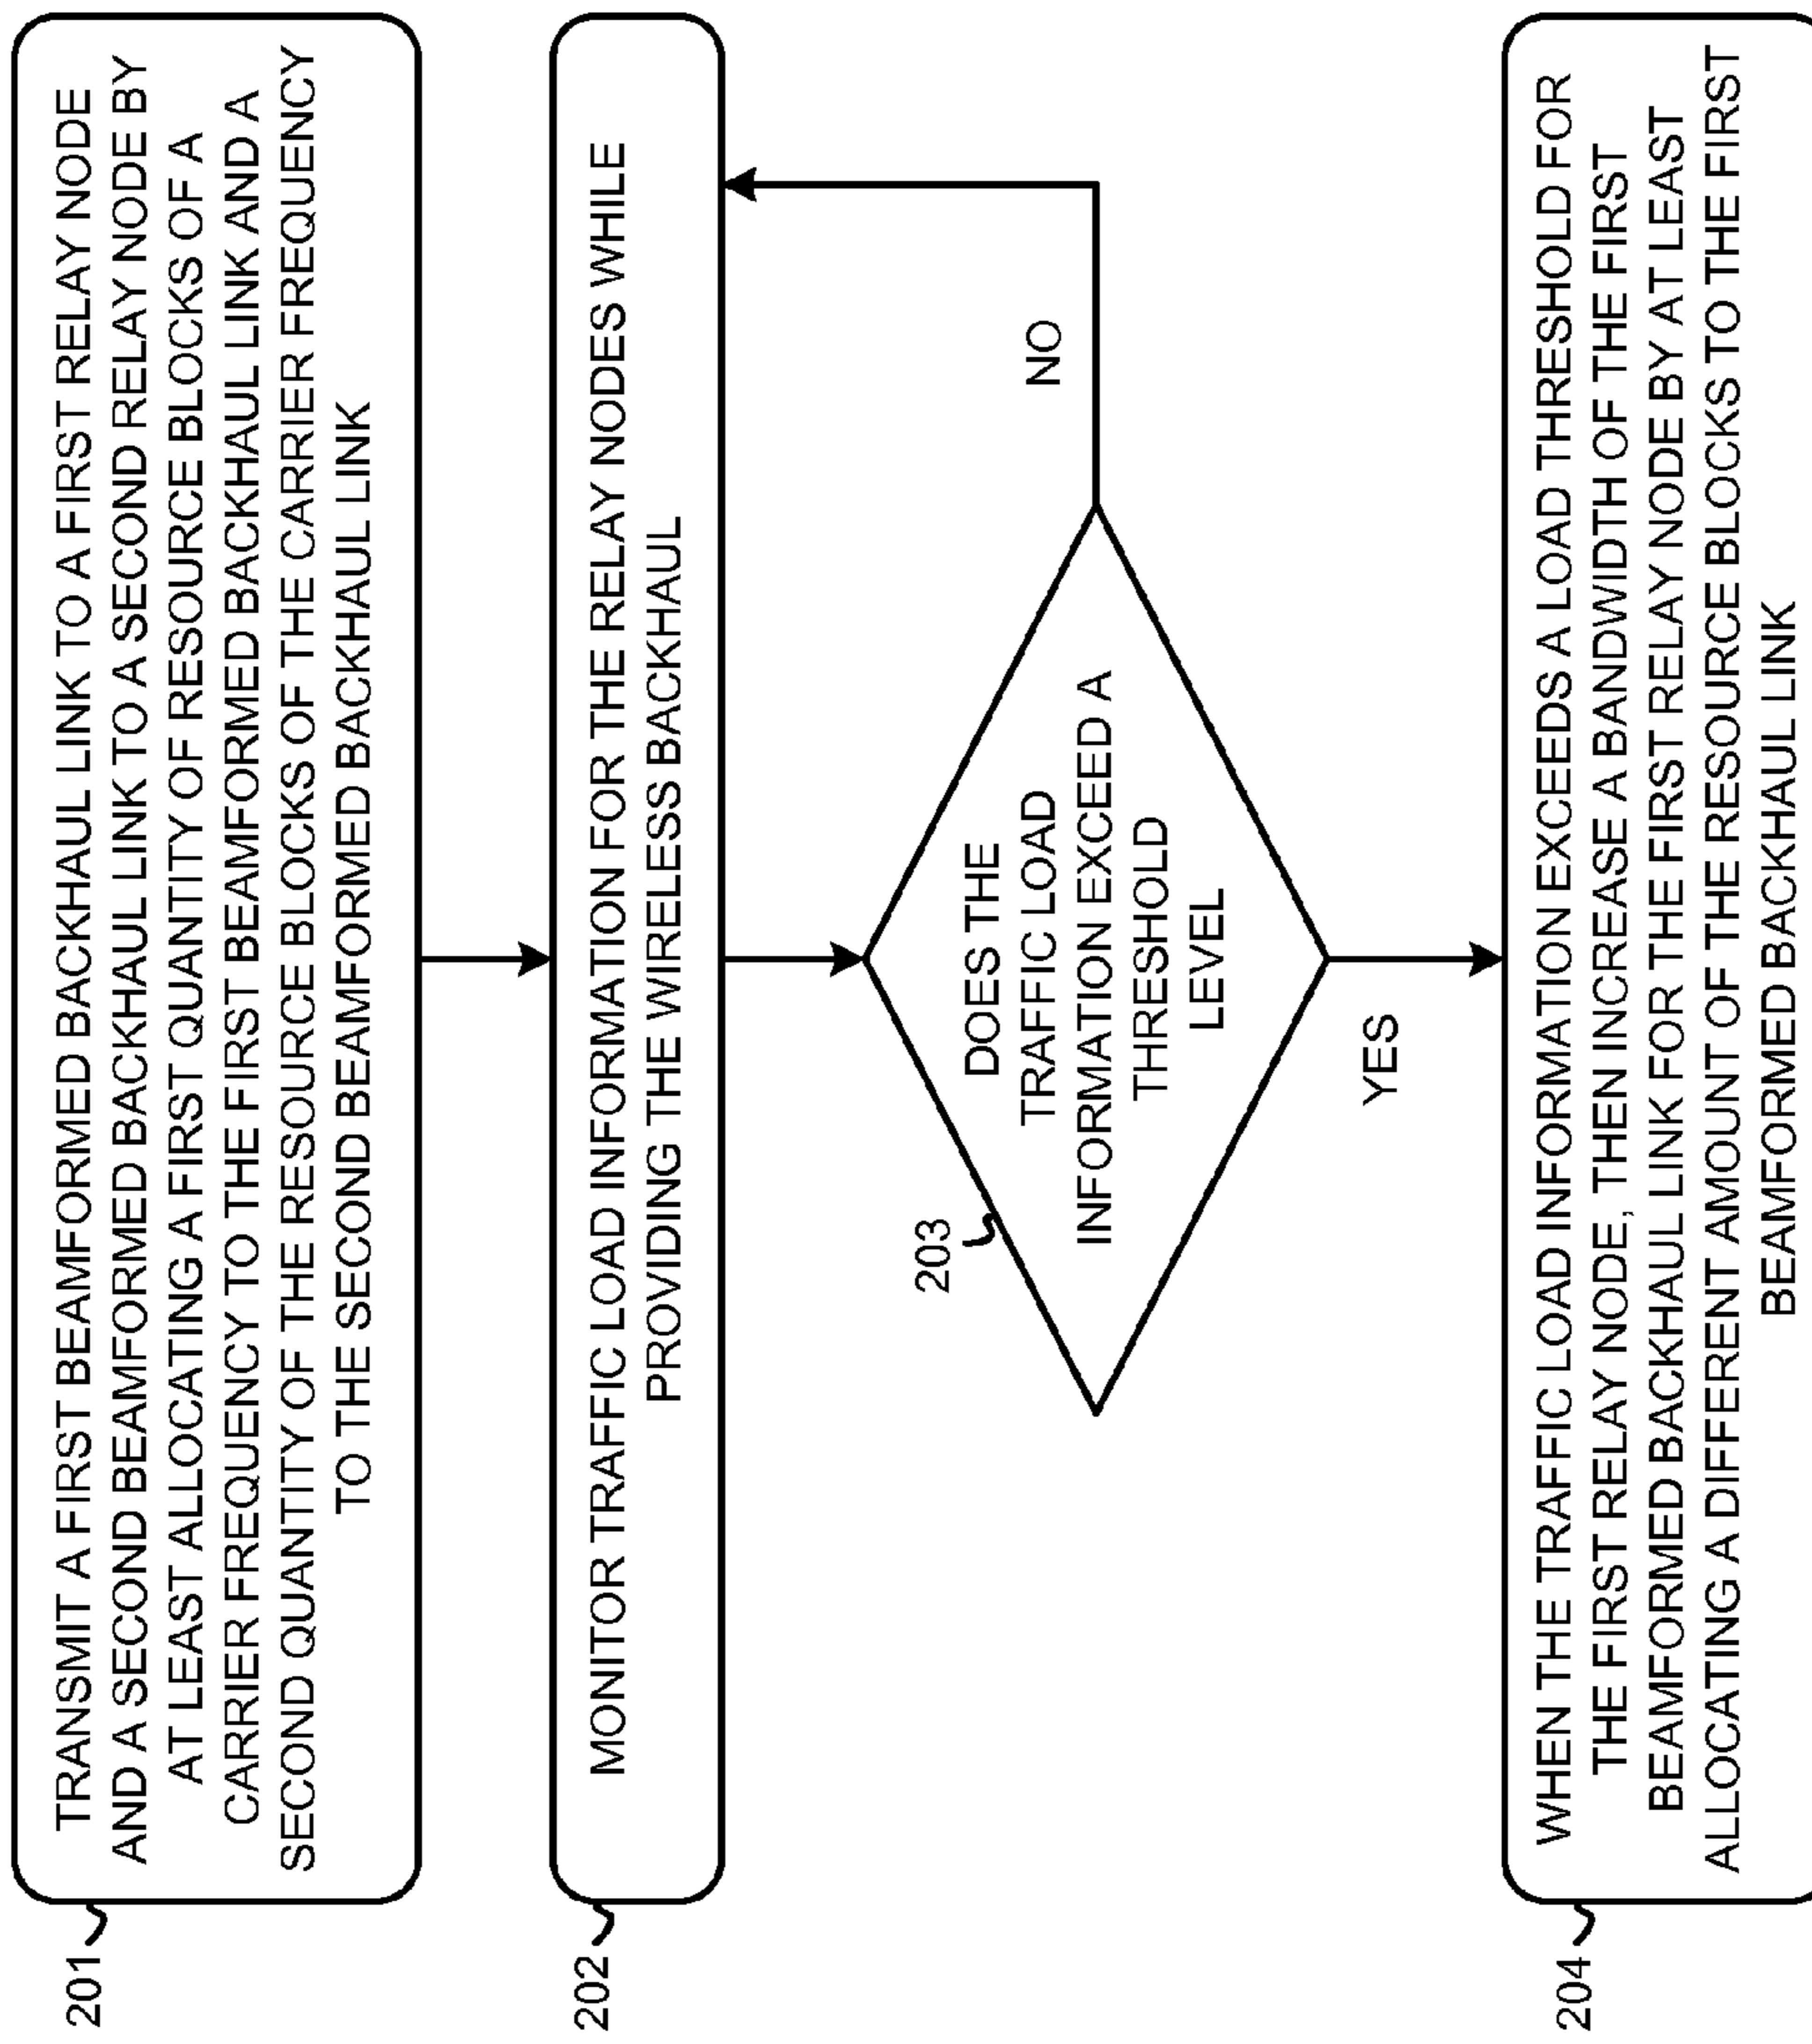 201
TRANSMIT A FIRST BEAMFORMED BACKHAUL LINK TO A FIRST RELAY NODE
AND A SECOND BEAMFORMED BACKHAUL LINK TO A SECOND RELAY NODE BY
AT LEAST ALLOCATING A FIRST QUANTITY OF RESOURCE BLOCKS OF A
CARRIER FREQUENCY TO THE FIRST BEAMFORMED BACKHAUL LINK AND A
SECOND QUANTITY OF THE RESOURCE BLOCKS OF THE CARRIER FREQUENCY
TO THE SECOND BEAMFORMED BACKHAUL LINK
202
MONITOR TRAFFIC LOAD INFORMATION FOR THE RELAY NODES WHILE
PROVIDING THE WIRELESS BACKHAUL
203
DOES THE
TRAFFIC LOAD
INFORMATION EXCEED A
THRESHOLD
LEVEL
NO
YES
204
WHEN THE TRAFFIC LOAD INFORMATION EXCEEDS A LOAD THRESHOLD FOR
THE FIRST RELAY NODE, THEN INCREASE A BANDWIDTH OF THE FIRST
BEAMFORMED BACKHAUL LINK FOR THE FIRST RELAY NODE BY AT LEAST
ALLOCATING A DIFFERENT AMOUNT OF THE RESOURCE BLOCKS TO THE FIRST
BEAMFORMED BACKHAUL LINK